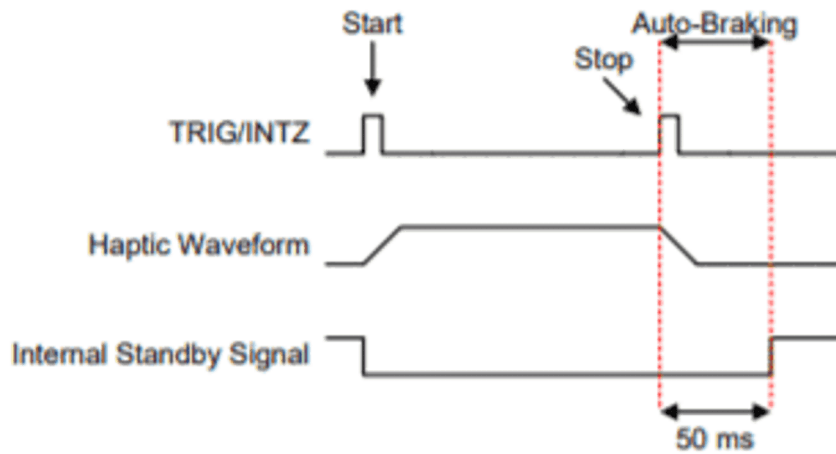 Start
Auto-Braking
Stop
TRIG/INTZ
Haptic Waveform
Internal Standby Signal
50 ms